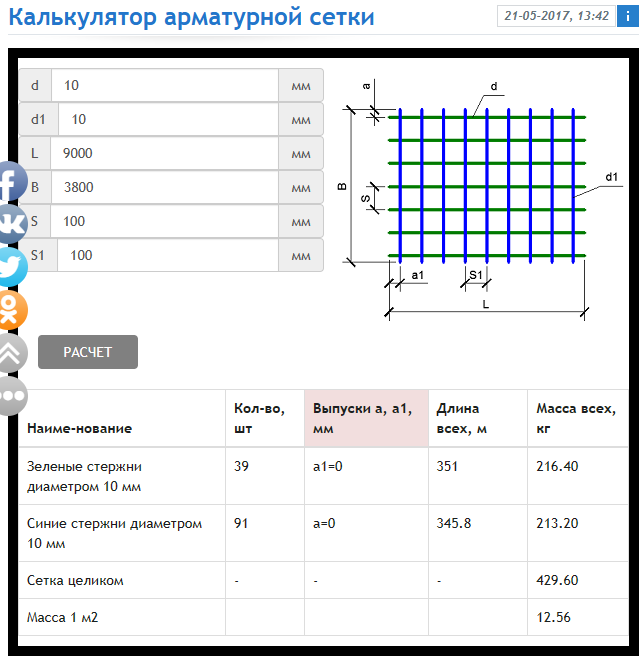 Калькулятор арматурной сетки
21-05-2017, 13:42
i
d 10 мм
d1 10 мм
L 9000 мм
B 3800 мм
S 100 мм
S1 100 мм
a
d
B
S
d1
a1
S1
L
РАСЧЕТ
Наиме-нование
Кол-во,
шт
Выпуски a, a1,
мм
Длина
всех, м
Масса всех,
кг
Зеленые стержни
диаметром 10 мм
39
a1=0
351
216.40
Синие стержни диаметром
10 мм
91
a=0
345.8
213.20
Сетка целиком
-
-
-
429.60
Масса 1 м2
12.56